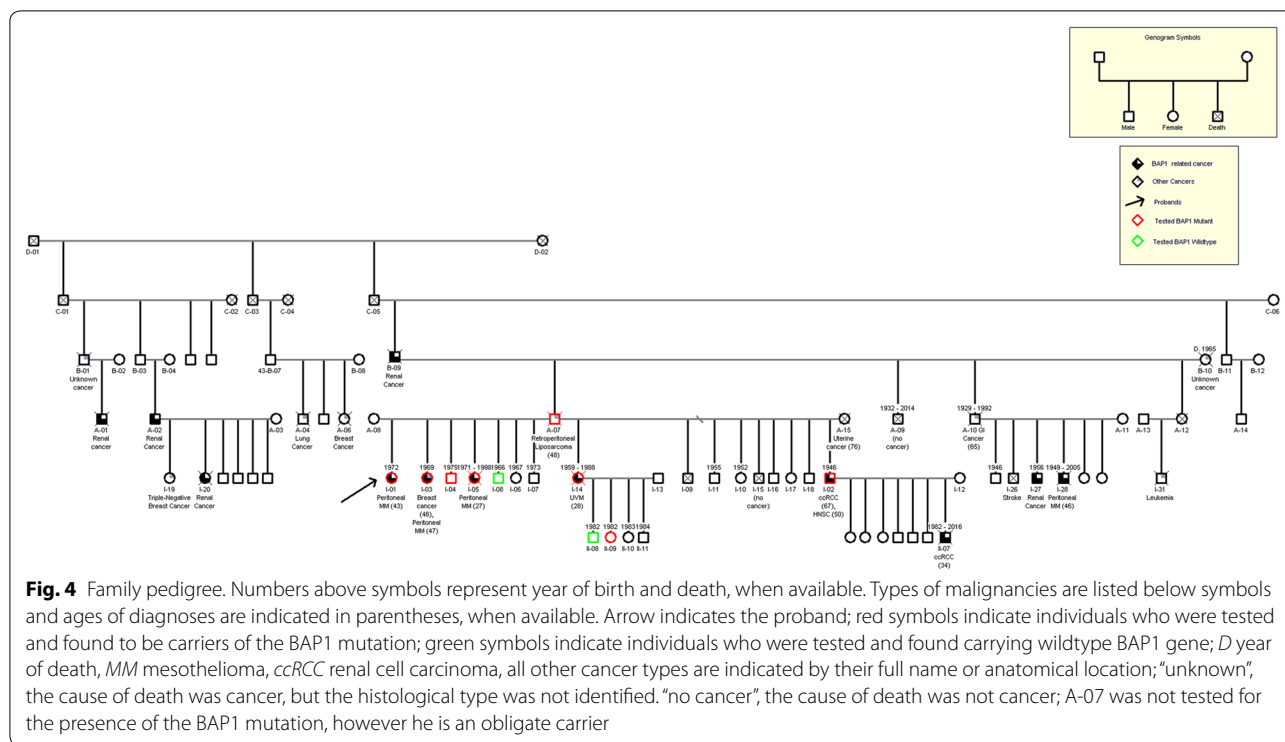 Genogram Symbols
Male Female Death
BAP1 related cancer
Other Cancers
Probands
Tested BAP1 Mutant
Tested BAP1 Wildtype
D-01 D-02
C-01 C-02 C-03 C-04 C-05 C-06
D, 1965
B-01 B-02 B-03 B-04 43-B-07 B-08 B-09 B-10 B-11 B-12
Unknown cancer
Renal Cancer
Unknown cancer
1932 - 2014 1929 - 1992
A-01 A-02 A-03 A-04 A-06 A-08 A-07 A-15 A-09 A-10 GI A-11 A-13 A-12 A-14
Renal cancer
Renal Cancer
Lung Cancer
Breast Cancer
Retroperitoneal Liposarcoma (48)
Uterine cancer (76)
(no cancer)
Cancer (65)
1972 1969 1975 1971 - 1998 1966 1967 1973 1959 - 1988 1955 1952 1946 1946 1956 1949 - 2005
I-19 I-20 I-01 I-03 I-04 I-05 I-08 I-06 I-07 I-14 I-13 I-09 I-11 I-10 I-15 I-16 I-17 I-18 I-02 I-12 I-26 I-27 I-28 I-31
Triple-Negative Breast Cancer
Renal Cancer
Peritoneal MM (43)
Breast cancer (46), Peritoneal MM (47)
Peritoneal MM (27)
UVM (28)
(no cancer)
ccRCC (67), HNSC (50)
Stroke
Renal Cancer
Peritoneal MM (46)
Leukemia
1982 1982 1983 1984 1982 - 2016
II-08 II-09 II-10 II-11 II-07
ccRCC
(34)
Fig. 4 Family pedigree. Numbers above symbols represent year of birth and death, when available. Types of malignancies are listed below symbols
and ages of diagnoses are indicated in parentheses, when available. Arrow indicates the proband; red symbols indicate individuals who were tested
and found to be carriers of the BAP1 mutation; green symbols indicate individuals who were tested and found carrying wildtype BAP1 gene; D year
of death, MM mesothelioma, ccRCC renal cell carcinoma, all other cancer types are indicated by their full name or anatomical location; “unknown”,
the cause of death was cancer, but the histological type was not identified. “no cancer”, the cause of death was not cancer; A-07 was not tested for
the presence of the BAP1 mutation, however he is an obligate carrier